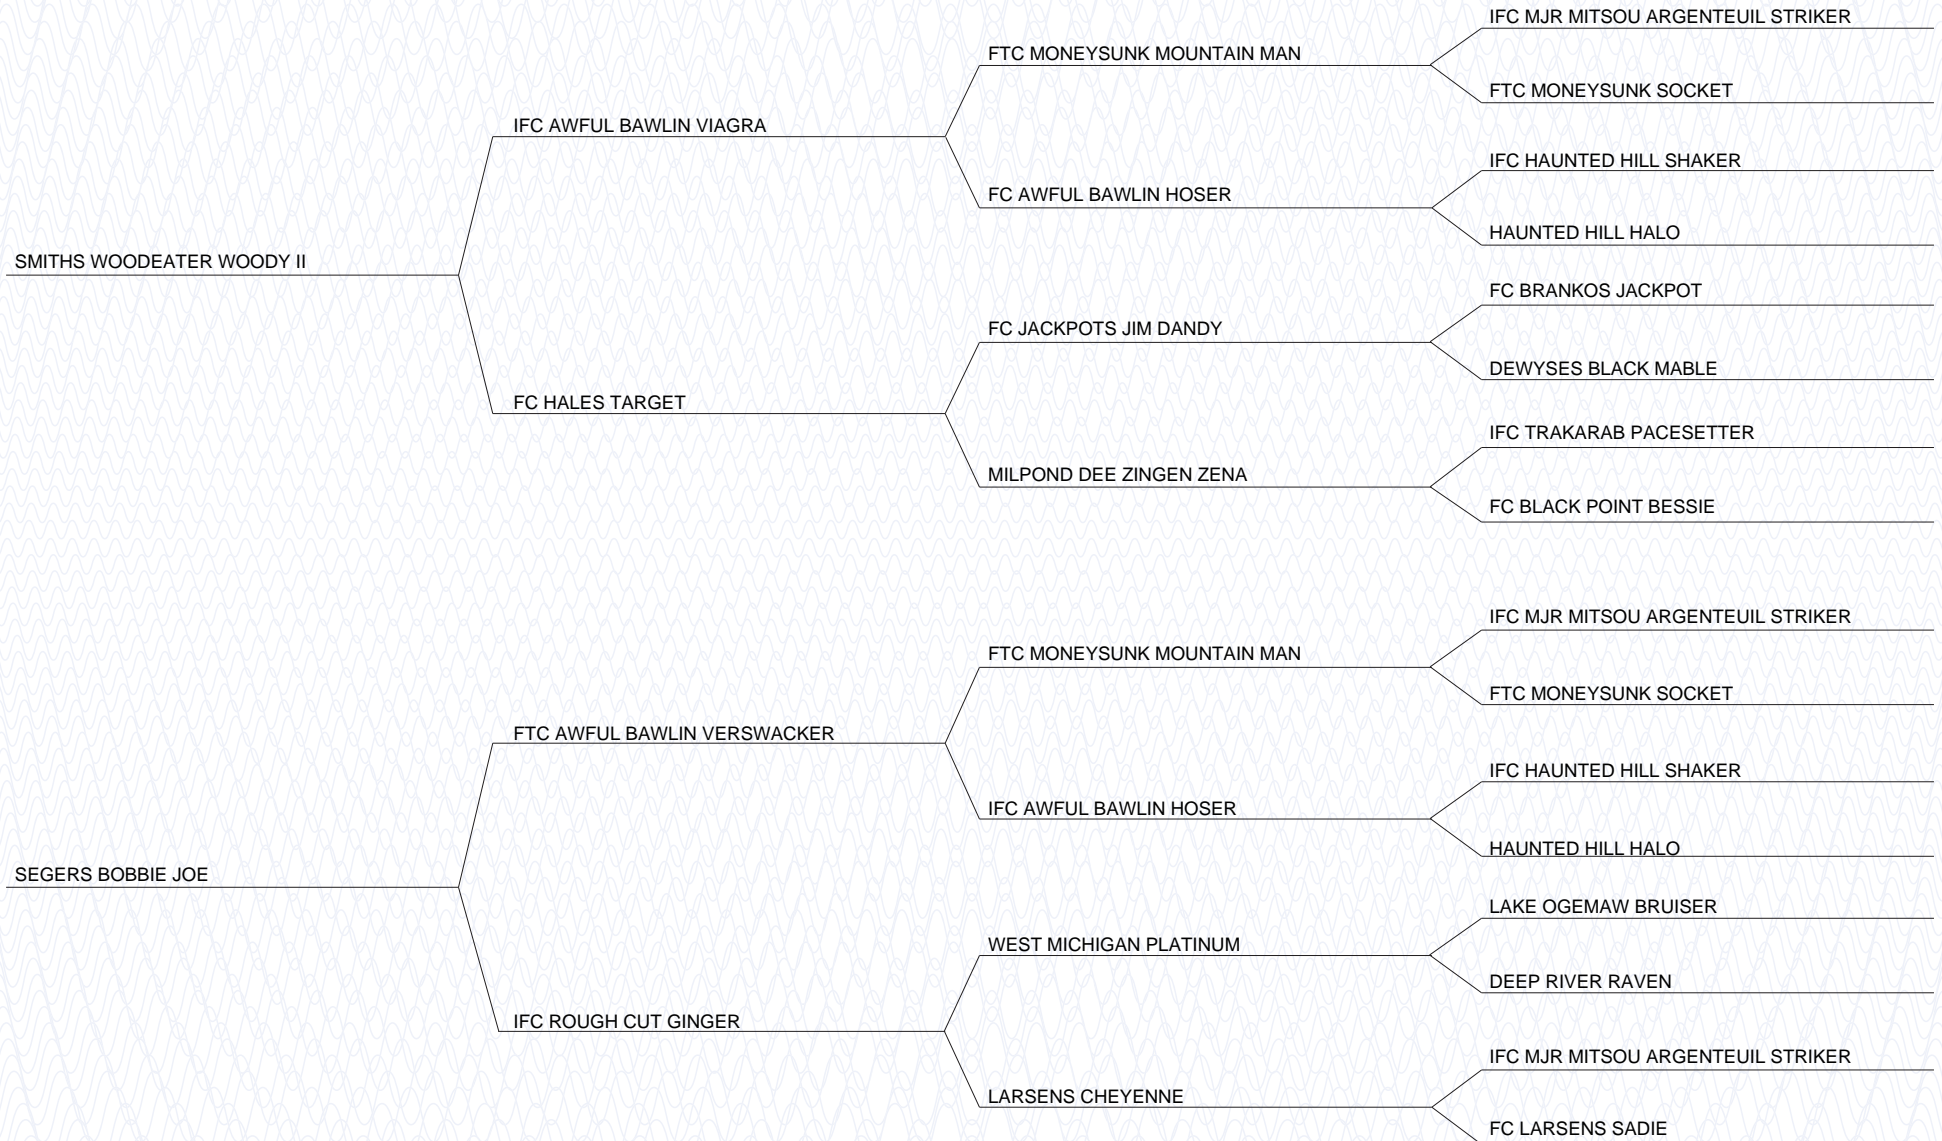 IFC MJR MITSOU ARGENTEUIL STRIKER
FTC MONEYSUNK MOUNTAIN MAN
FTC MONEYSUNK SOCKET
IFC AWFUL BAWLIN VIAGRA
IFC HAUNTED HILL SHAKER
FC AWFUL BAWLIN HOSER
HAUNTED HILL HALO
SMITHS WOODEATER WOODY II
FC BRANKOS JACKPOT
FC JACKPOTS JIM DANDY
DEWYSES BLACK MABLE
FC HALES TARGET
IFC TRAKARAB PACESETTER
MILPOND DEE ZINGEN ZENA
FC BLACK POINT BESSIE
IFC MJR MITSOU ARGENTEUIL STRIKER
FTC MONEYSUNK MOUNTAIN MAN
FTC MONEYSUNK SOCKET
FTC AWFUL BAWLIN VERSWACKER
IFC HAUNTED HILL SHAKER
IFC AWFUL BAWLIN HOSER
HAUNTED HILL HALO
SEGERS BOBBIE JOE
LAKE OGEMAW BRUISER
WEST MICHIGAN PLATINUM
DEEP RIVER RAVEN
IFC ROUGH CUT GINGER
IFC MJR MITSOU ARGENTEUIL STRIKER
LARSENS CHEYENNE
FC LARSENS SADIE